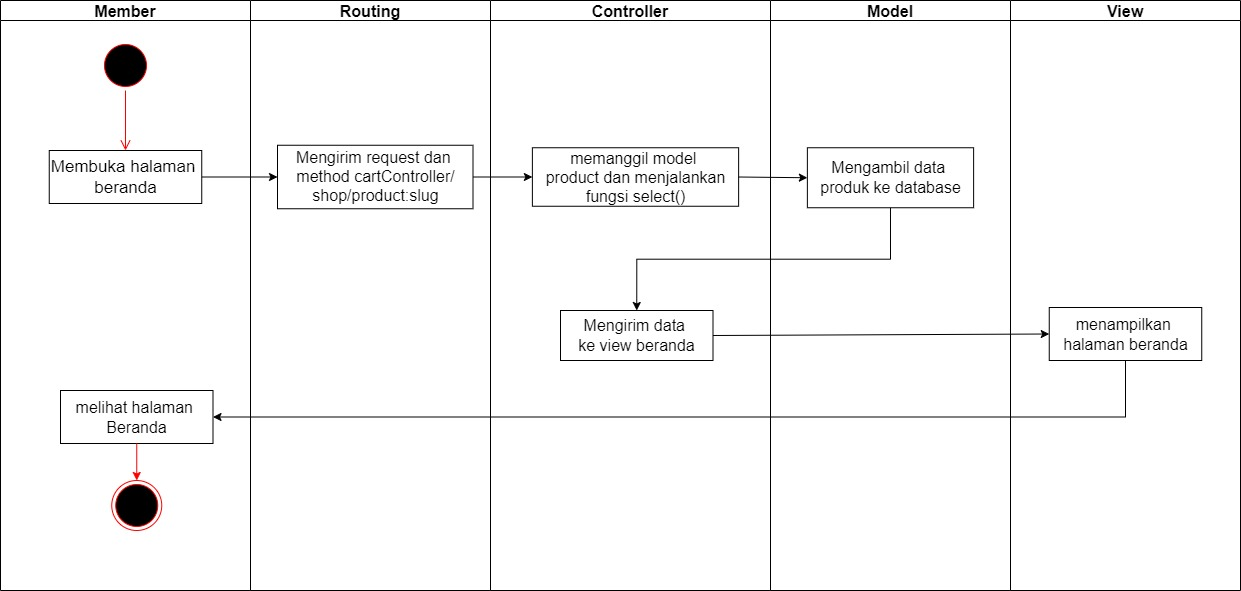 Member
Routing
Controller
Model
View
Membuka halaman
beranda
Mengirim request dan
method cartController/
shop/product:slug
memanggil model
product dan menjalankan
fungsi select()
Mengambil data
produk ke database
Mengirim data
ke view beranda
menampilkan
halaman beranda
melihat halaman
Beranda